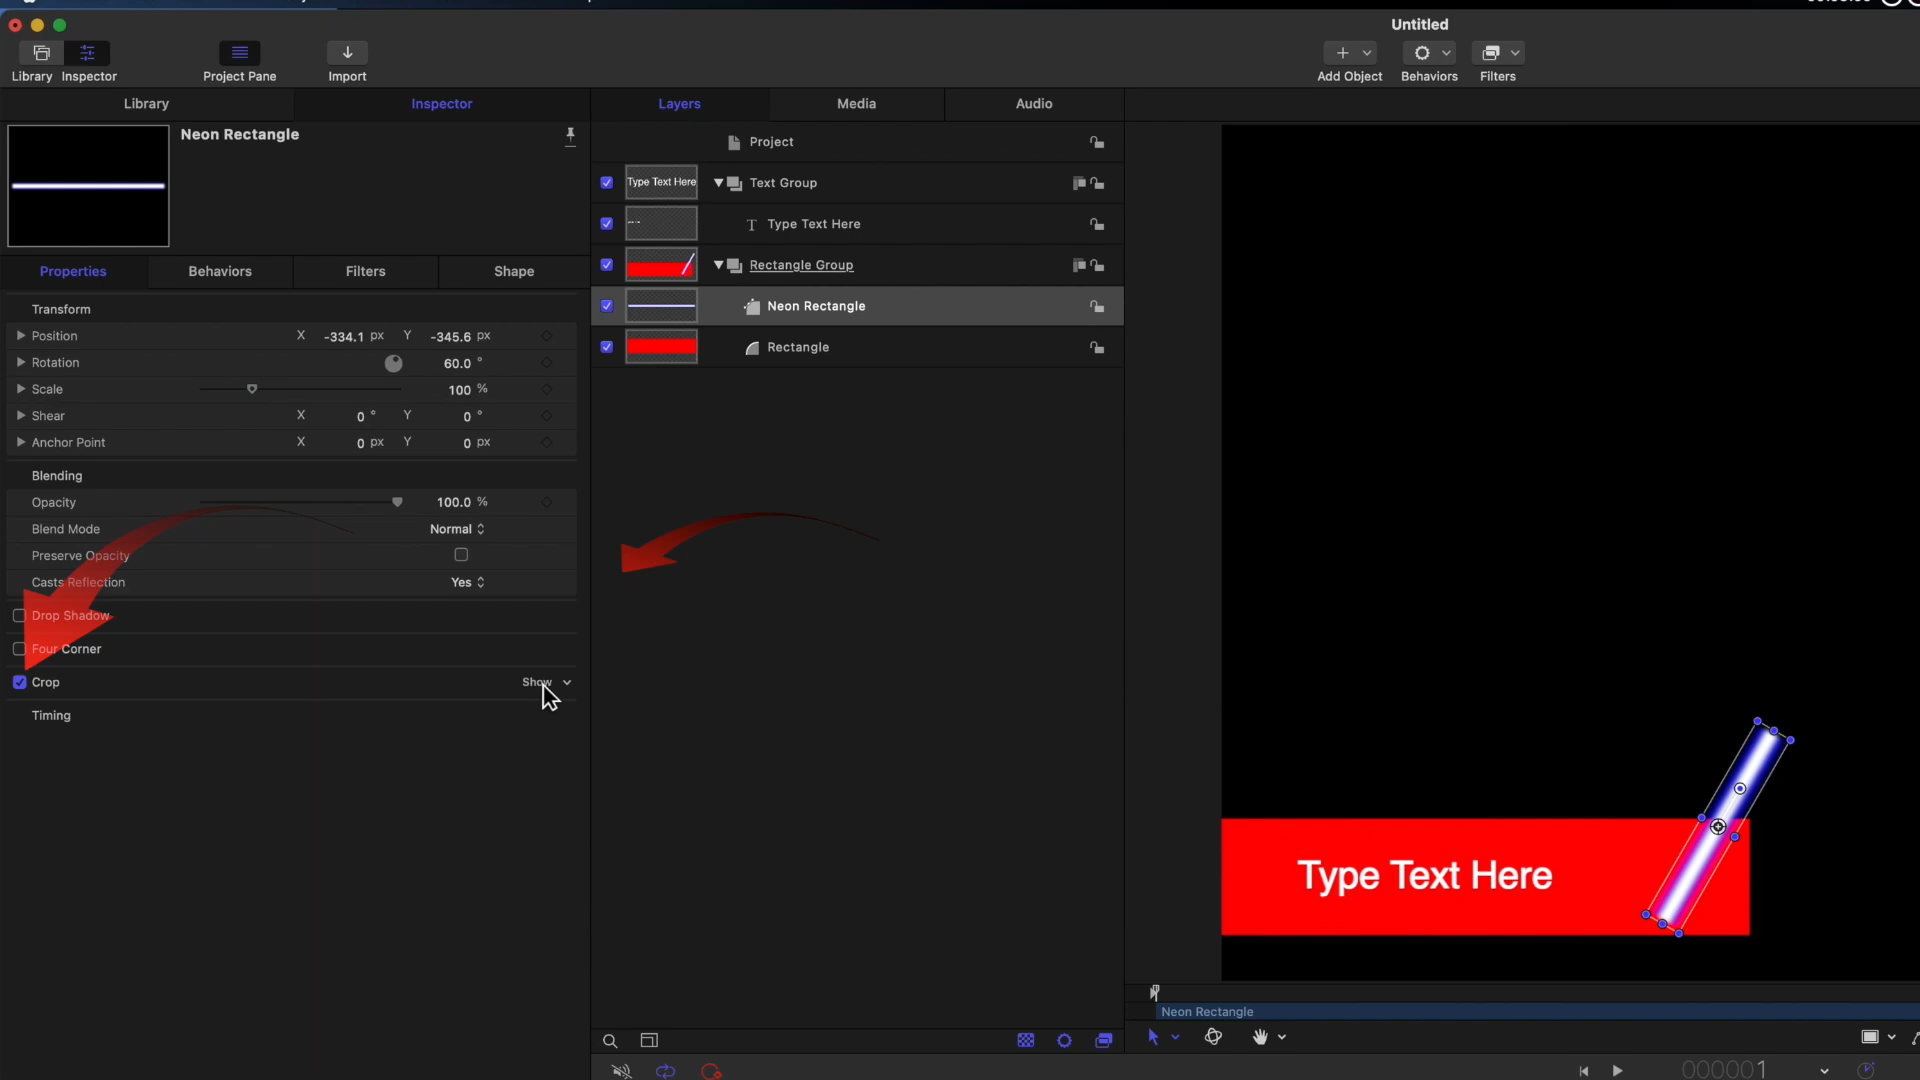 Untitled
Library Inspector Project Pane Import Add Object Behaviors Filters
Library Inspector Layers Media Audio
Neon Rectangle
Properties Behaviors Filters Shape
Transform
Position X -334.1 px Y -345.6 px
Rotation 60.0 °
Scale 100 %
Shear X 0 ° Y 0 °
Anchor Point X 0 px Y 0 px
Blending
Opacity 100.0 %
Blend Mode Normal
Preserve Opacity
Casts Reflection Yes
Drop Shadow
Four Corner
Crop Show
Timing
Project
Type Text Here Text Group
Type Text Here
Rectangle Group
Neon Rectangle
Rectangle
Type Text Here
Neon Rectangle
000001